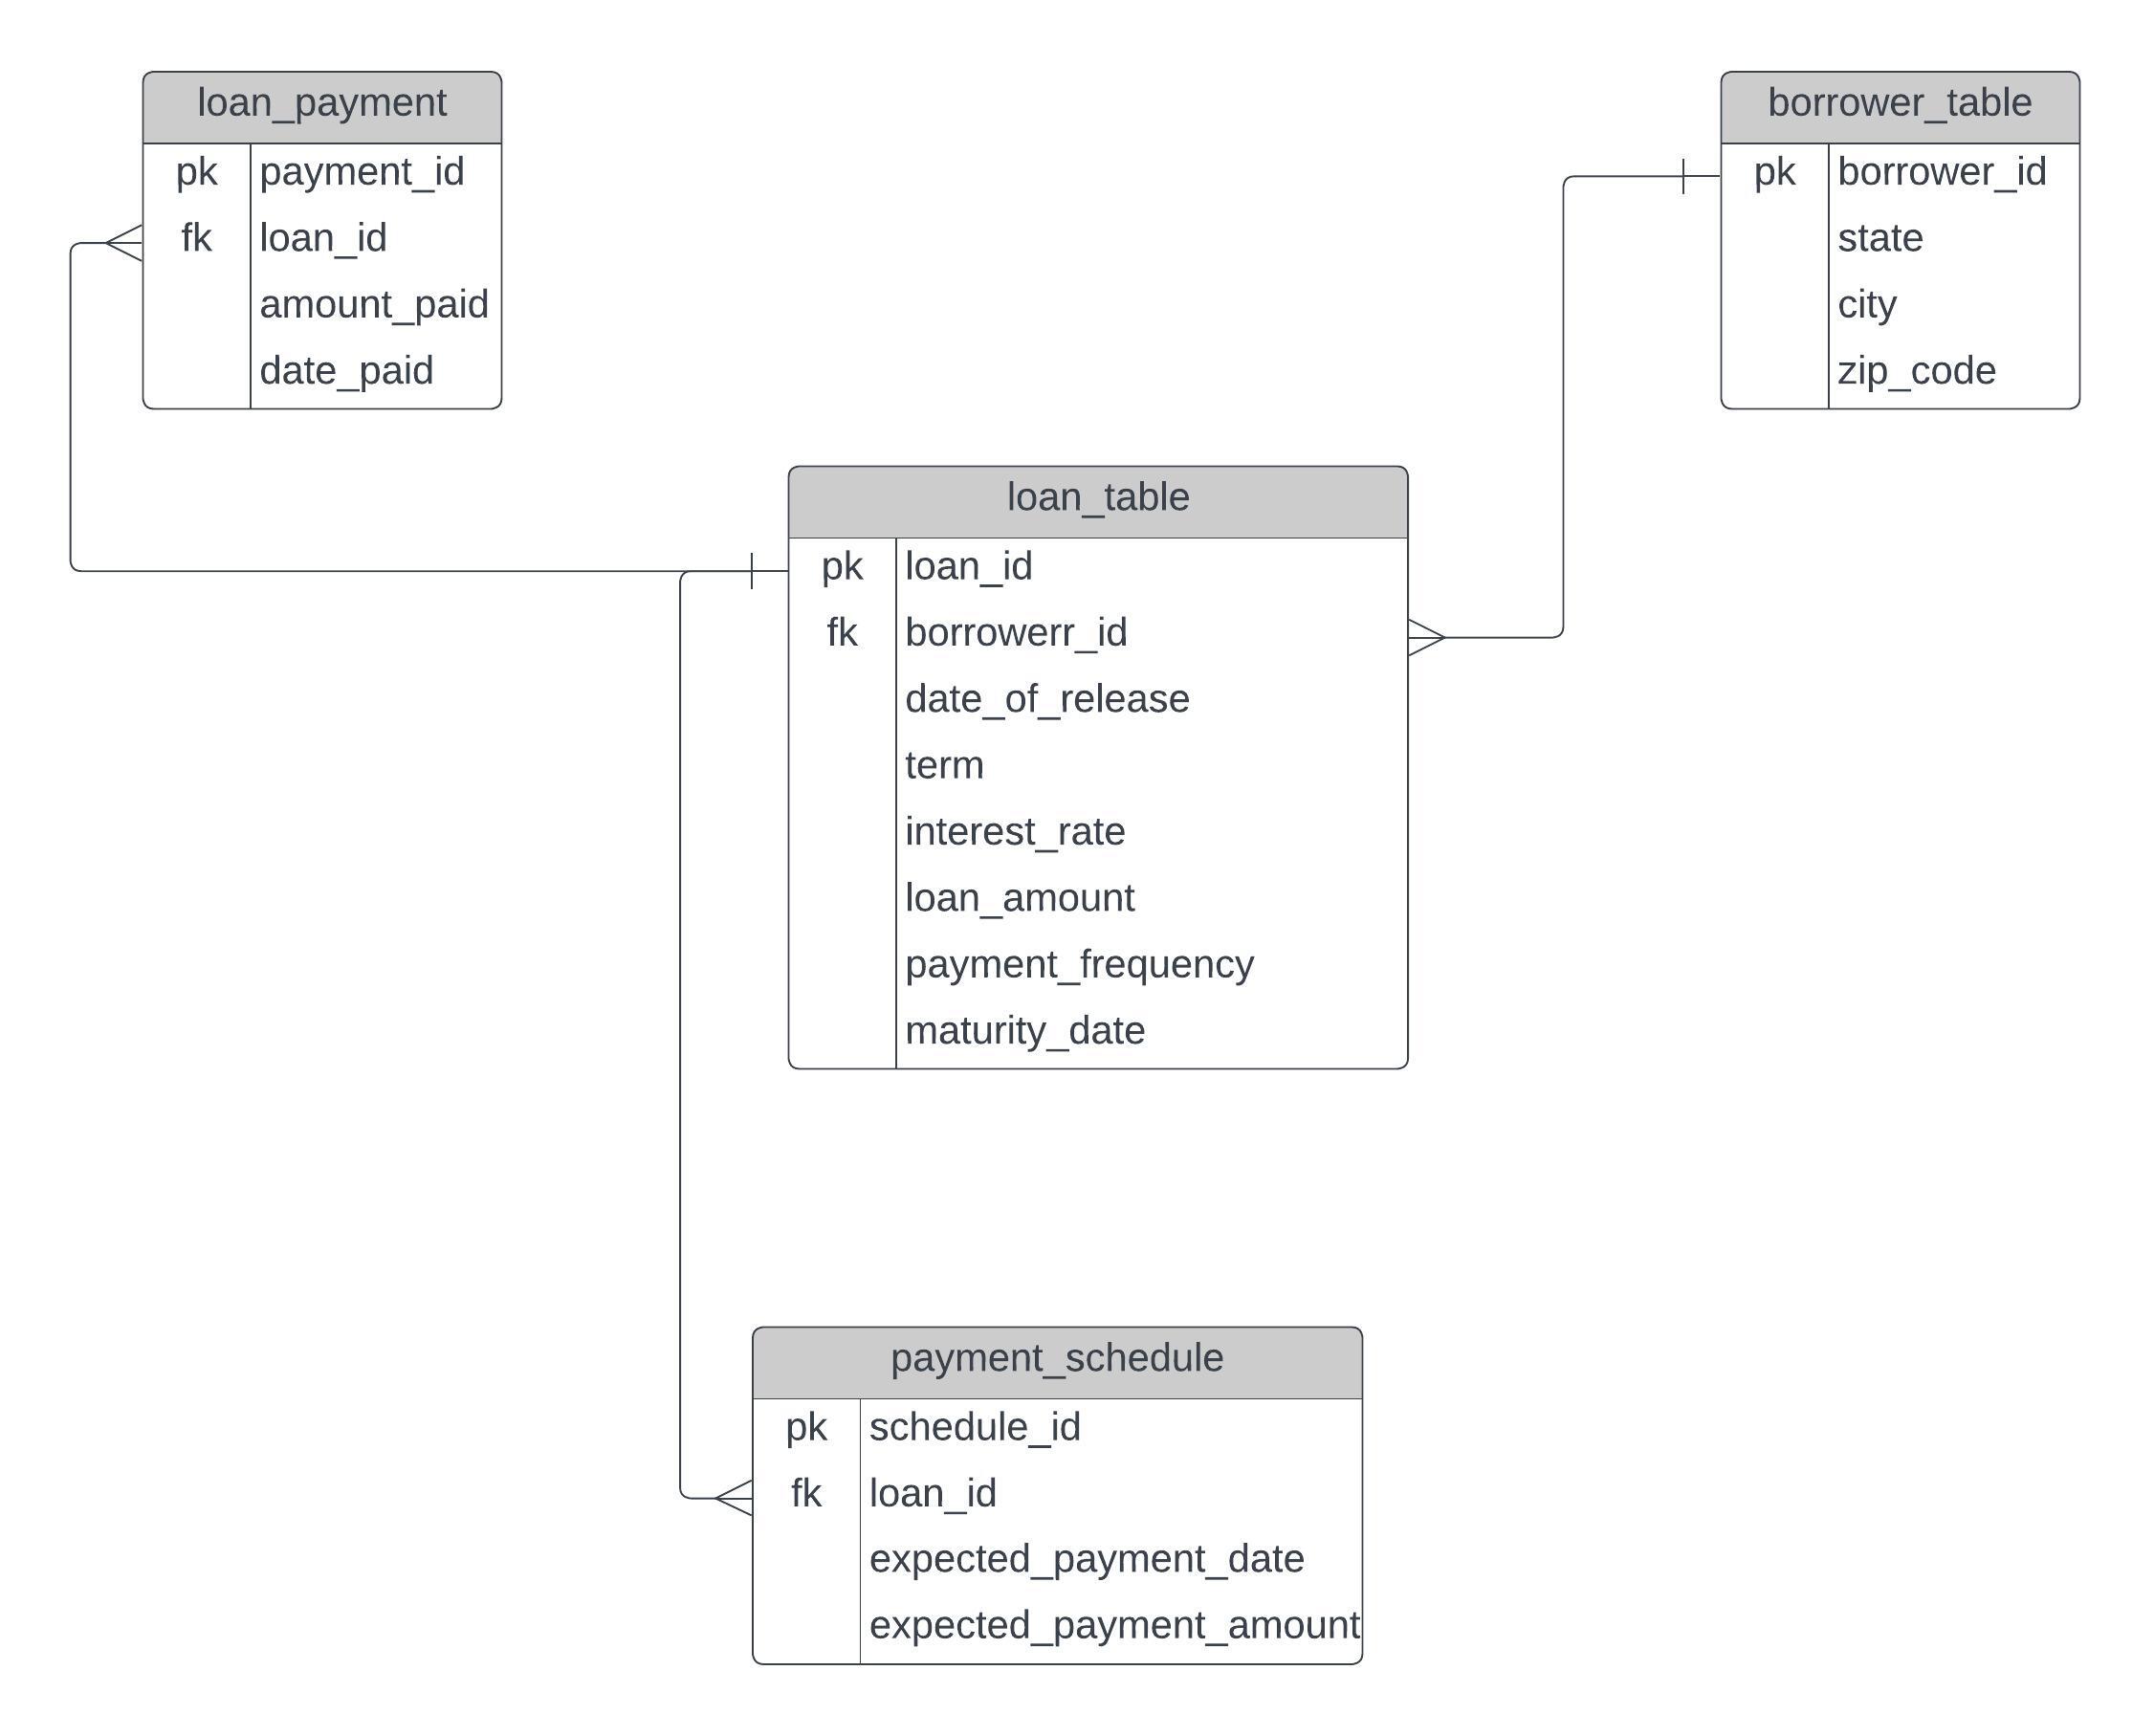 loan_payment
pk payment_id
fk loan_id
amount_paid
date_paid
borrower_table
pk borrower_id
state
city
zip_code
loan_table
pk loan_id
fk borrowerr_id
date_of_release
term
interest_rate
loan_amount
payment_frequency
maturity_date
payment_schedule
pk schedule_id
fk loan_id
expected_payment_date
expected_payment_amount